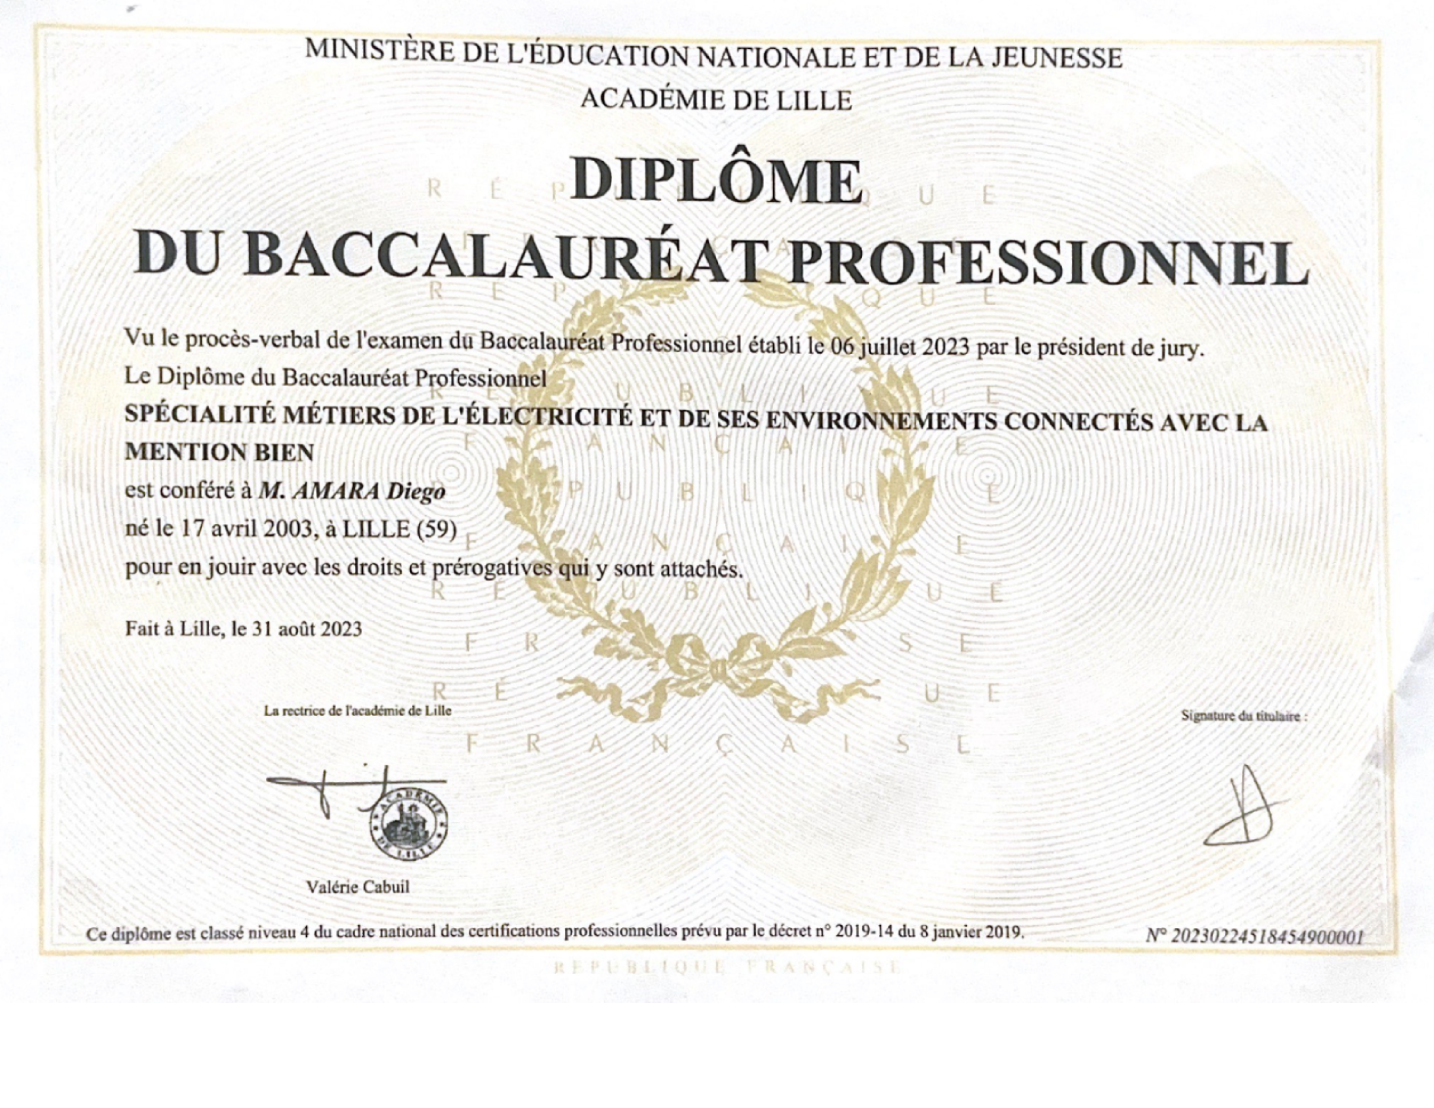 MINISTÈRE DE L'ÉDUCATION NATIONALE ET DE LA JEUNESSE
ACADÉMIE DE LILLE
DIPLÔME
DU BACCALAURÉAT PROFESSIONNEL
Vu le procès-verbal de l'examen du Baccalauréat Professionnel établi le 06 juillet 2023 par le président de jury.
Le Diplôme du Baccalauréat Professionnel
SPÉCIALITÉ MÉTIERS DE L'ÉLECTRICITÉ ET DE SES ENVIRONNEMENTS CONNECTÉS AVEC LA
MENTION BIEN
est conféré à M. AMARA Diego
né le 17 avril 2003, à LILLE (59)
pour en jouir avec les droits et prérogatives qui y sont attachés.
Fait à Lille, le 31 août 2023
La rectrice de l'académie de Lille
Signature du titulaire :
FRANÇAISE
ACADÉMIE DE LILLE
Valérie Cabuil
Ce diplôme est classé niveau 4 du cadre national des certifications professionnelles prévu par le décret n° 2019-14 du 8 janvier 2019.
N° 20230224518454900001
RÉPUBLIQUE FRANÇAISE